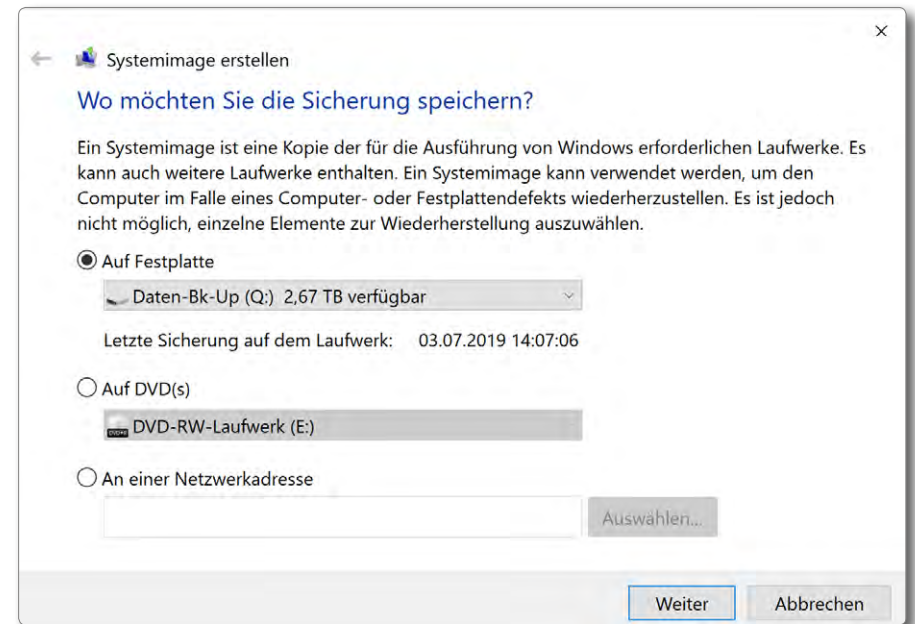 Systemimage erstellen
Wo möchten Sie die Sicherung speichern?
Ein Systemimage ist eine Kopie der für die Ausführung von Windows erforderlichen Laufwerke. Es
kann auch weitere Laufwerke enthalten. Ein Systemimage kann verwendet werden, um den
Computer im Falle eines Computer- oder Festplattendefekts wiederherzustellen. Es ist jedoch
nicht möglich, einzelne Elemente zur Wiederherstellung auszuwählen.
Auf Festplatte
Daten-Bk-Up (Q:) 2,67 TB verfügbar
Letzte Sicherung auf dem Laufwerk: 03.07.2019 14:07:06
Auf DVD(s)
DVD-RW-Laufwerk (E:)
An einer Netzwerkadresse
Auswählen...
Weiter Abbrechen